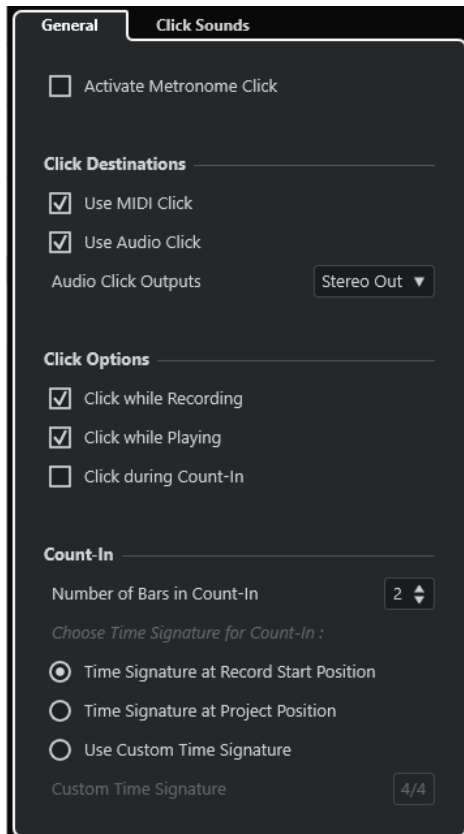 General Click Sounds
Activate Metronome Click
Click Destinations
Use MIDI Click
Use Audio Click
Audio Click Outputs Stereo Out
Click Options
Click while Recording
Click while Playing
Click during Count-In
Count-In
Number of Bars in Count-In 2
Choose Time Signature for Count-In :
Time Signature at Record Start Position
Time Signature at Project Position
Use Custom Time Signature
Custom Time Signature 4/4